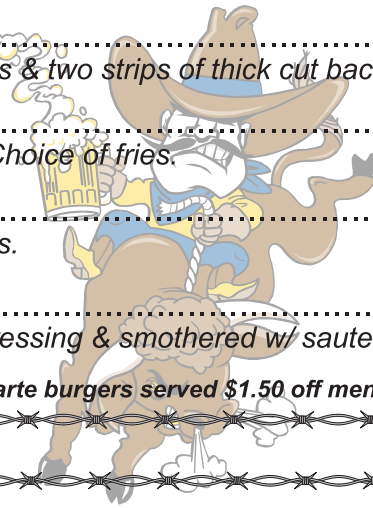 s & two strips of thick cut bac
Choice of fries.
s.
essing & smothered w/ saute
arte burgers served $1.50 off men